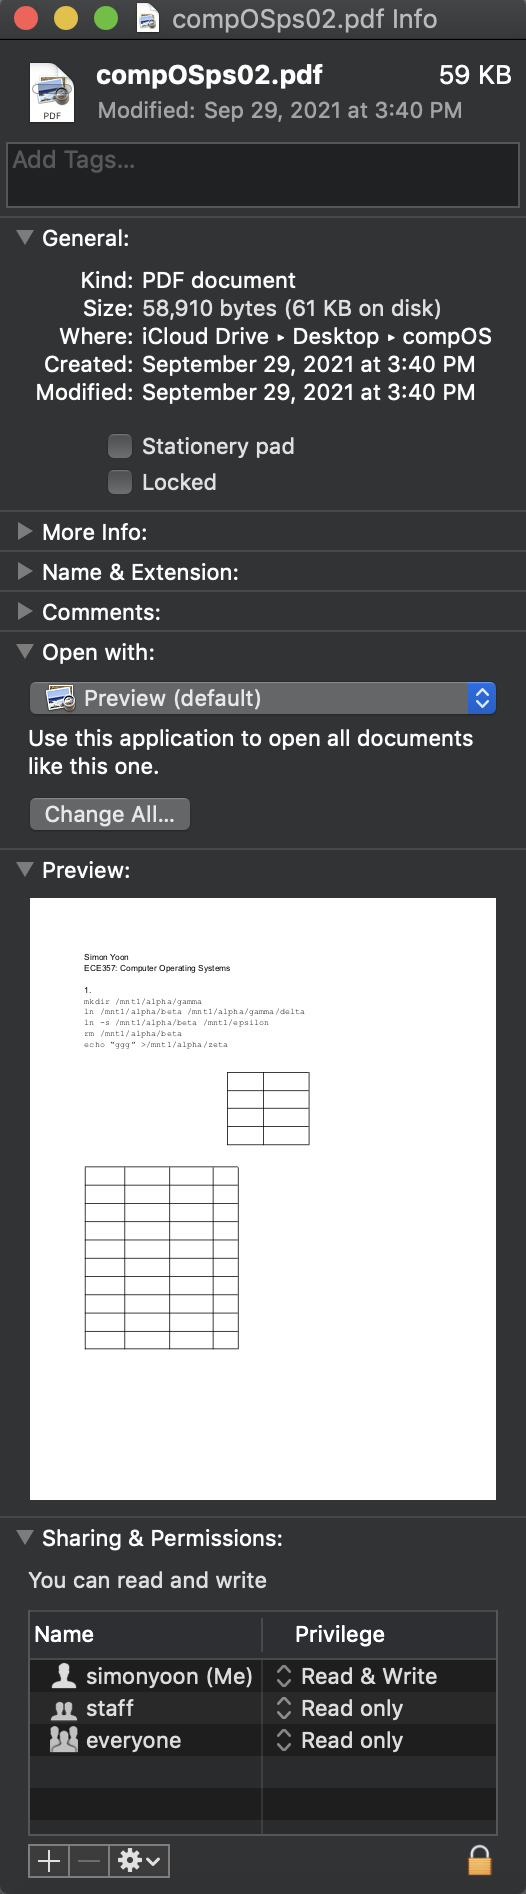 compOSps02.pdf Info
compOSps02.pdf 59 KB
Modified: Sep 29, 2021 at 3:40 PM
PDF
Add Tags...
General:
Kind: PDF document
Size: 58,910 bytes (61 KB on disk)
Where: iCloud Drive ▸ Desktop ▸ compOS
Created: September 29, 2021 at 3:40 PM
Modified: September 29, 2021 at 3:40 PM
Stationery pad
Locked
More Info:
Name & Extension:
Comments:
Open with:
Preview (default)
Use this application to open all documents
like this one.
Change All...
Preview:
Simon Yoon
ECE357: Computer Operating Systems
1.
mkdir /mnt1/alpha/gamma
ln /mnt1/alpha/beta /mnt1/alpha/gamma/delta
ln -s /mnt1/alpha/beta /mnt1/epsilon
rm /mnt1/alpha/beta
echo "ggg" >/mnt1/alpha/zeta
Sharing & Permissions:
You can read and write
Name Privilege
simonyoon (Me) Read & Write
staff Read only
everyone Read only